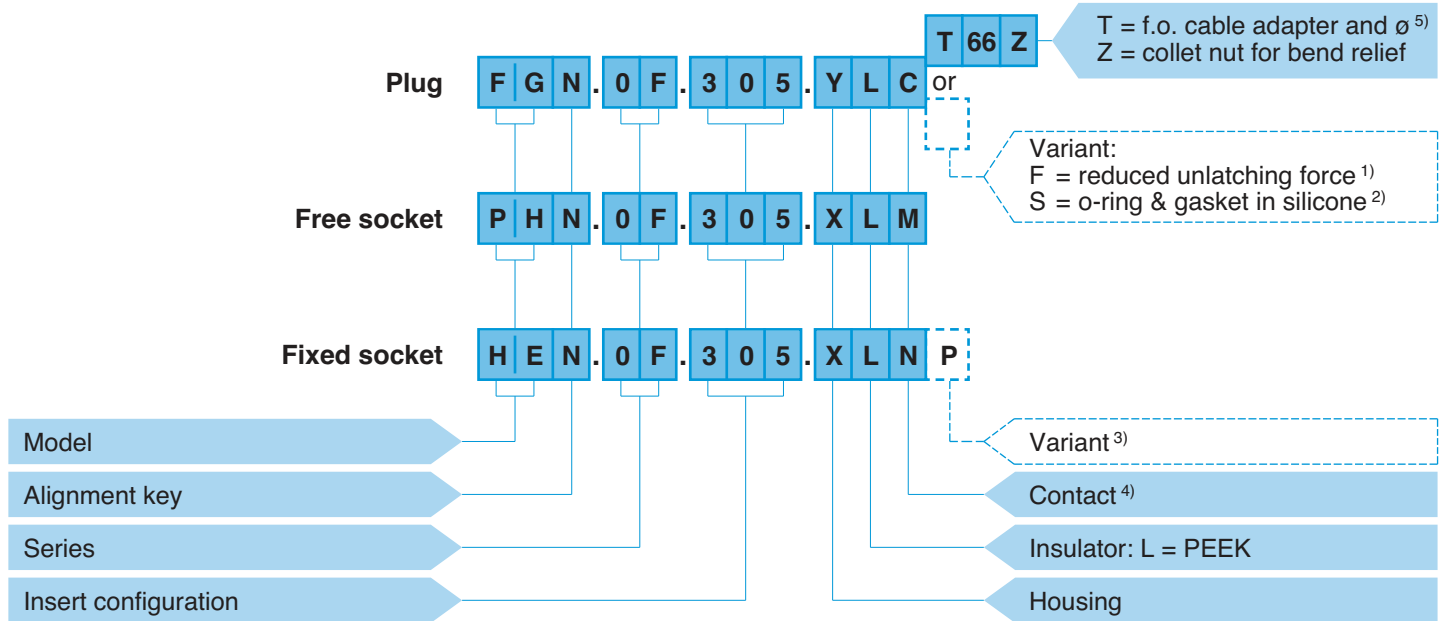 T 66 Z
T = f.o. cable adapter and ø 5)
Z = collet nut for bend relief
Plug
F G N . 0 F . 3 0 5 . Y L C or
Variant:
F = reduced unlatching force 1)
S = o-ring & gasket in silicone 2)
Free socket
P H N . 0 F . 3 0 5 . X L M
Fixed socket
H E N . 0 F . 3 0 5 . X L N P
Model
Variant 3)
Alignment key
Contact 4)
Series
Insulator: L = PEEK
Insert configuration
Housing